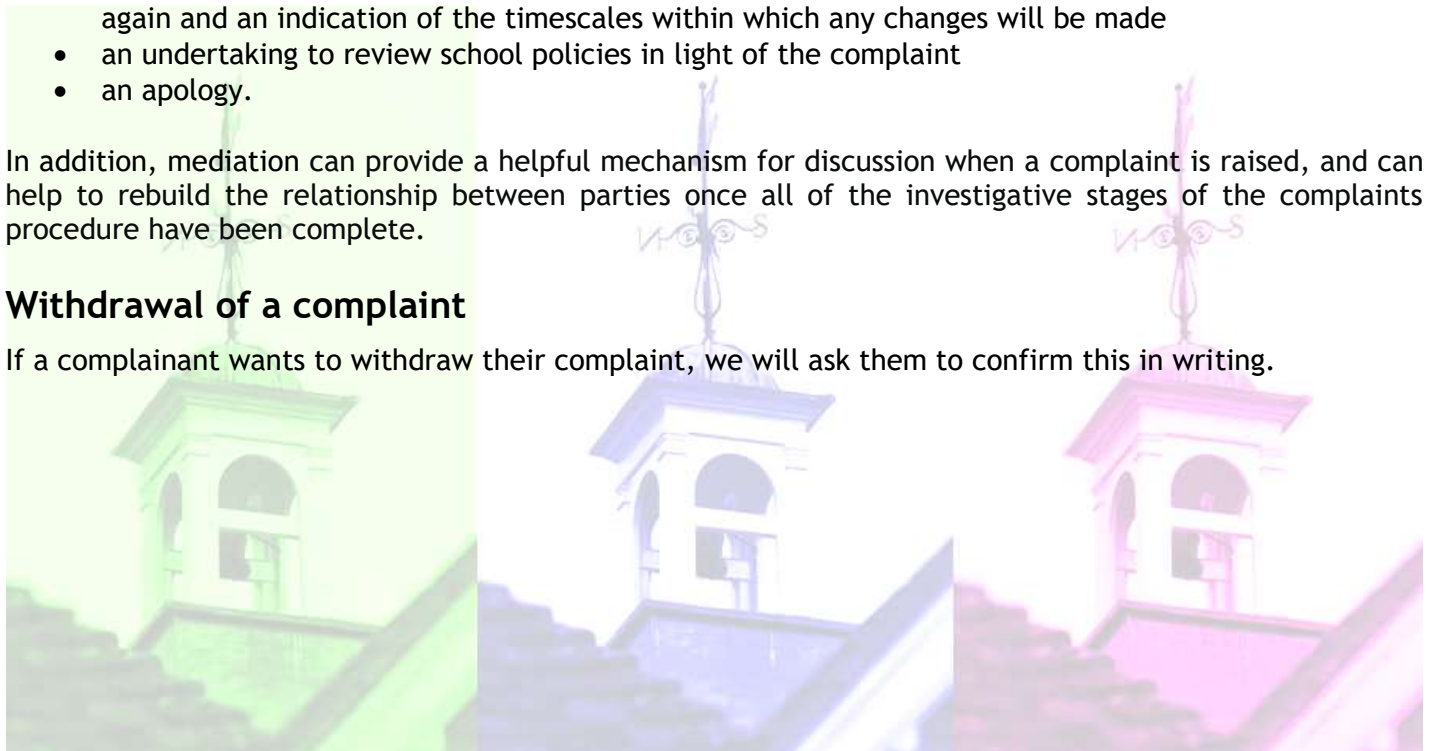 again and an indication of the timescales within which any changes will be made
• an undertaking to review school policies in light of the complaint
• an apology.
In addition, mediation can provide a helpful mechanism for discussion when a complaint is raised, and can
help to rebuild the relationship between parties once all of the investigative stages of the complaints
procedure have been complete.
Withdrawal of a complaint
If a complainant wants to withdraw their complaint, we will ask them to confirm this in writing.